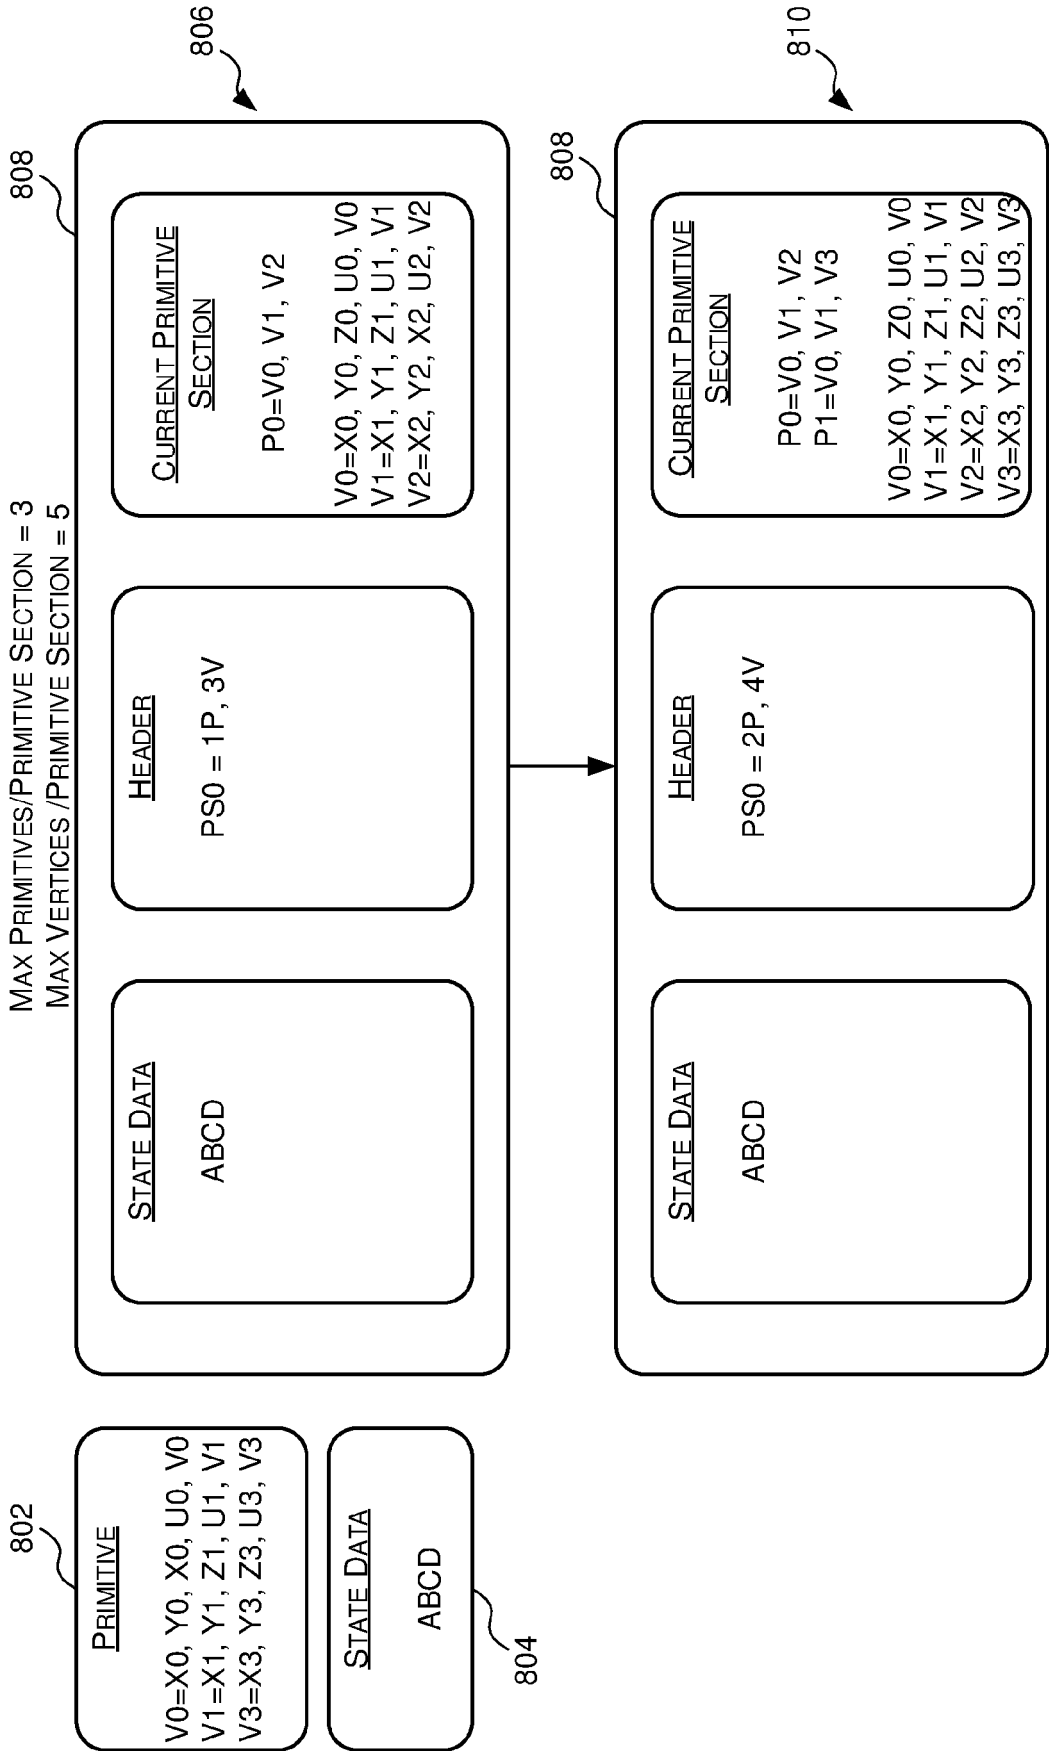 MAX PRIMITIVES/PRIMITIVE SECTION = 3
MAX VERTICES /PRIMITIVE SECTION = 5
802
PRIMITIVE
V0=X0, Y0, X0, U0, V0
V1=X1, Y1, Z1, U1, V1
V3=X3, Y3, Z3, U3, V3
STATE DATA
ABCD
804
808
806
STATE DATA
ABCD
HEADER
PS0 = 1P, 3V
CURRENT PRIMITIVE
SECTION
P0=V0, V1, V2
V0=X0, Y0, Z0, U0, V0
V1=X1, Y1, Z1, U1, V1
V2=X2, Y2, X2, U2, V2
808
810
STATE DATA
ABCD
HEADER
PS0 = 2P, 4V
CURRENT PRIMITIVE
SECTION
P0=V0, V1, V2
P1=V0, V1, V3
V0=X0, Y0, Z0, U0, V0
V1=X1, Y1, Z1, U1, V1
V2=X2, Y2, Z2, U2, V2
V3=X3, Y3, Z3, U3, V3